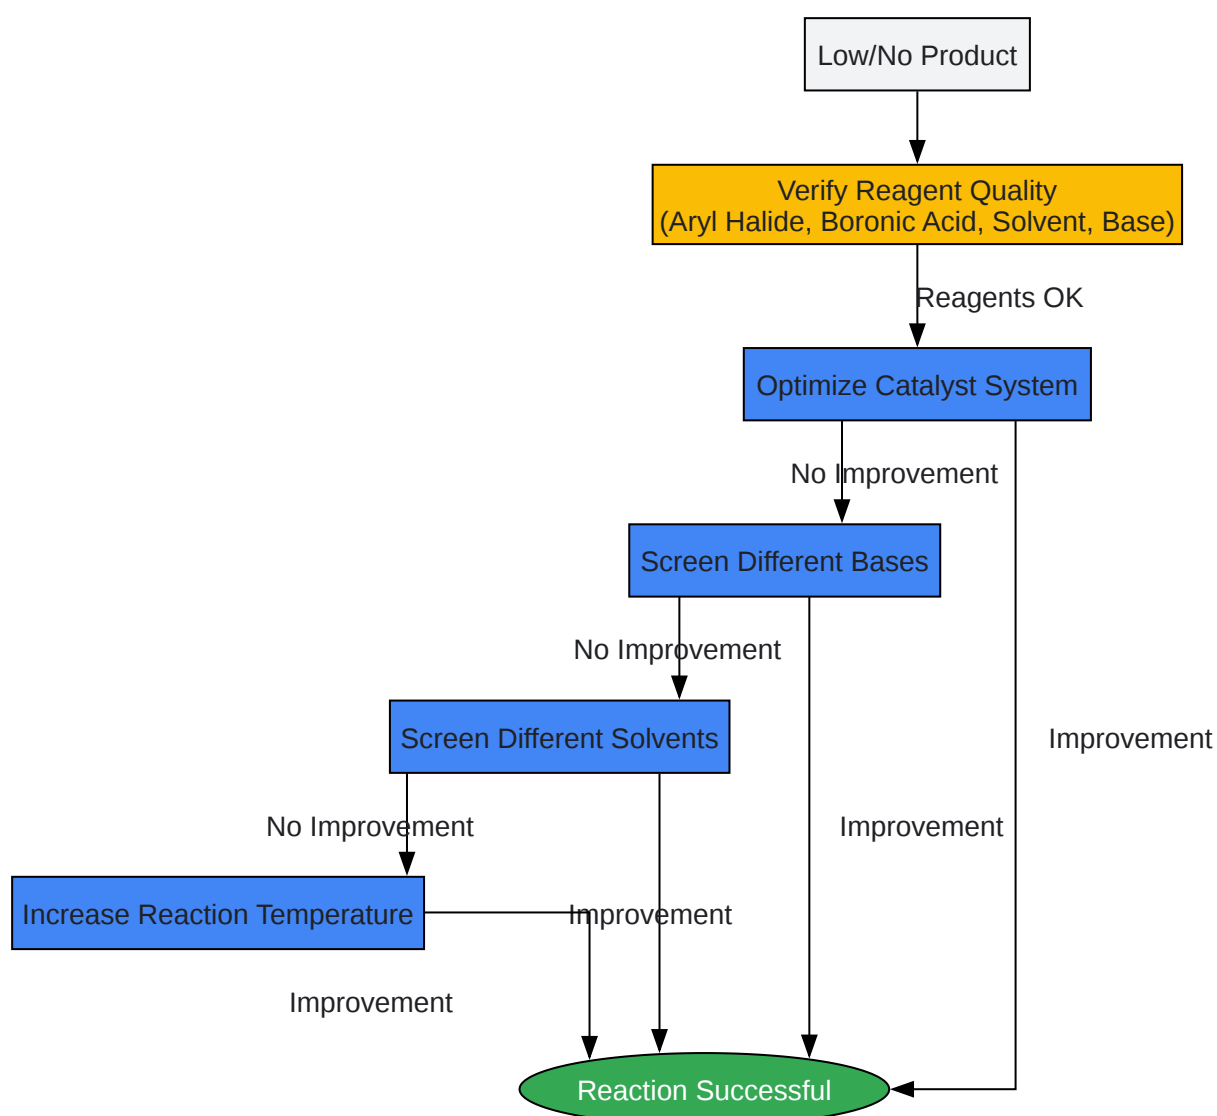 Low/No Product
Verify Reagent Quality
(Aryl Halide, Boronic Acid, Solvent, Base)
Reagents OK
Optimize Catalyst System
No Improvement
Screen Different Bases
No Improvement
Screen Different Solvents
Improvement
No Improvement
Improvement
Increase Reaction Temperature
Improvement
Improvement
Reaction Successful